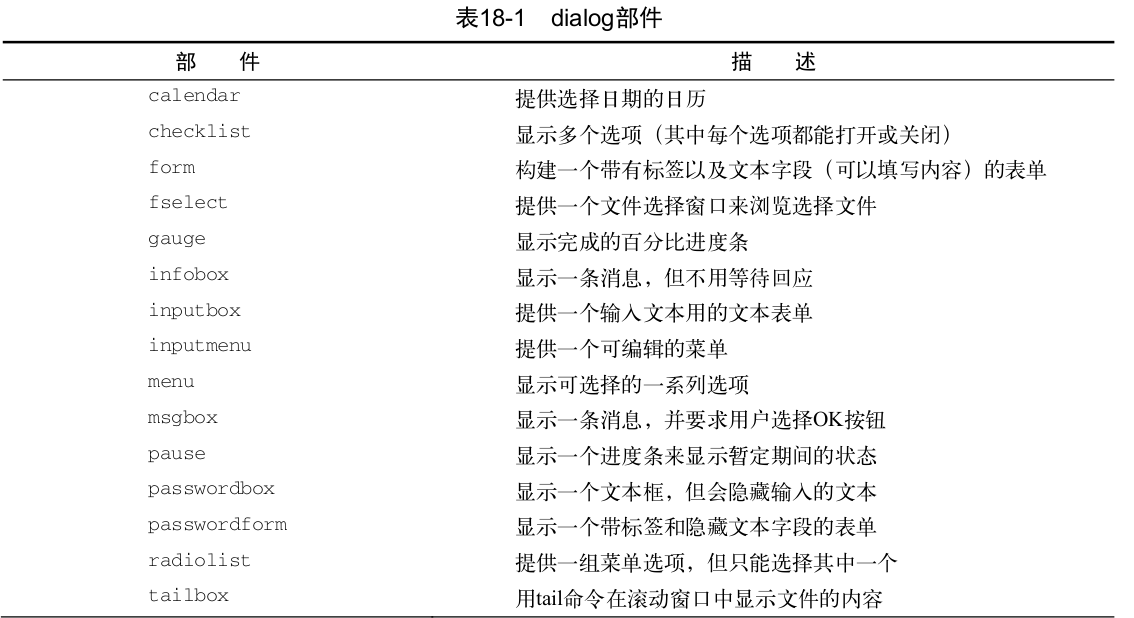 表18-1 dialog部件
部 件 描 述
calendar 提供选择日期的日历
checklist 显示多个选项（其中每个选项都能打开或关闭）
form 构建一个带有标签以及文本字段（可以填写内容）的表单
fselect 提供一个文件选择窗口来浏览选择文件
gauge 显示完成的百分比进度条
infobox 显示一条消息，但不用等待回应
inputbox 提供一个输入文本用的文本表单
inputmenu 提供一个可编辑的菜单
menu 显示可选择的一系列选项
msgbox 显示一条消息，并要求用户选择OK按钮
pause 显示一个进度条来显示暂定期间的状态
passwordbox 显示一个文本框，但会隐藏输入的文本
passwordform 显示一个带标签和隐藏文本字段的表单
radiolist 提供一组菜单选项，但只能选择其中一个
tailbox 用tail命令在滚动窗口中显示文件的内容